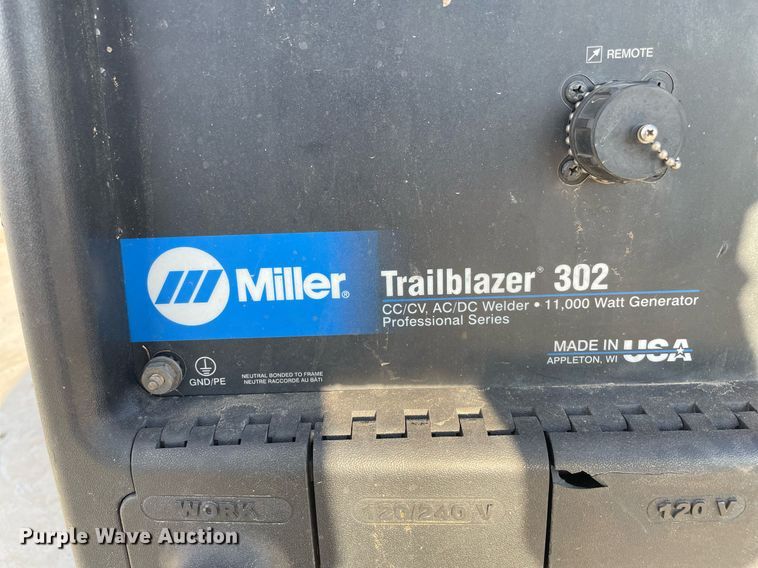 REMOTE
Miller®
Trailblazer® 302
CC/CV, AC/DC Welder • 11,000 Watt Generator
Professional Series
MADE IN USA
APPLETON, WI
GND/PE
NEUTRAL BONDED TO FRAME
NEUTRE RACCORDE AU BÂTI
WORK
120/240 V
120 V
Purple Wave Auction